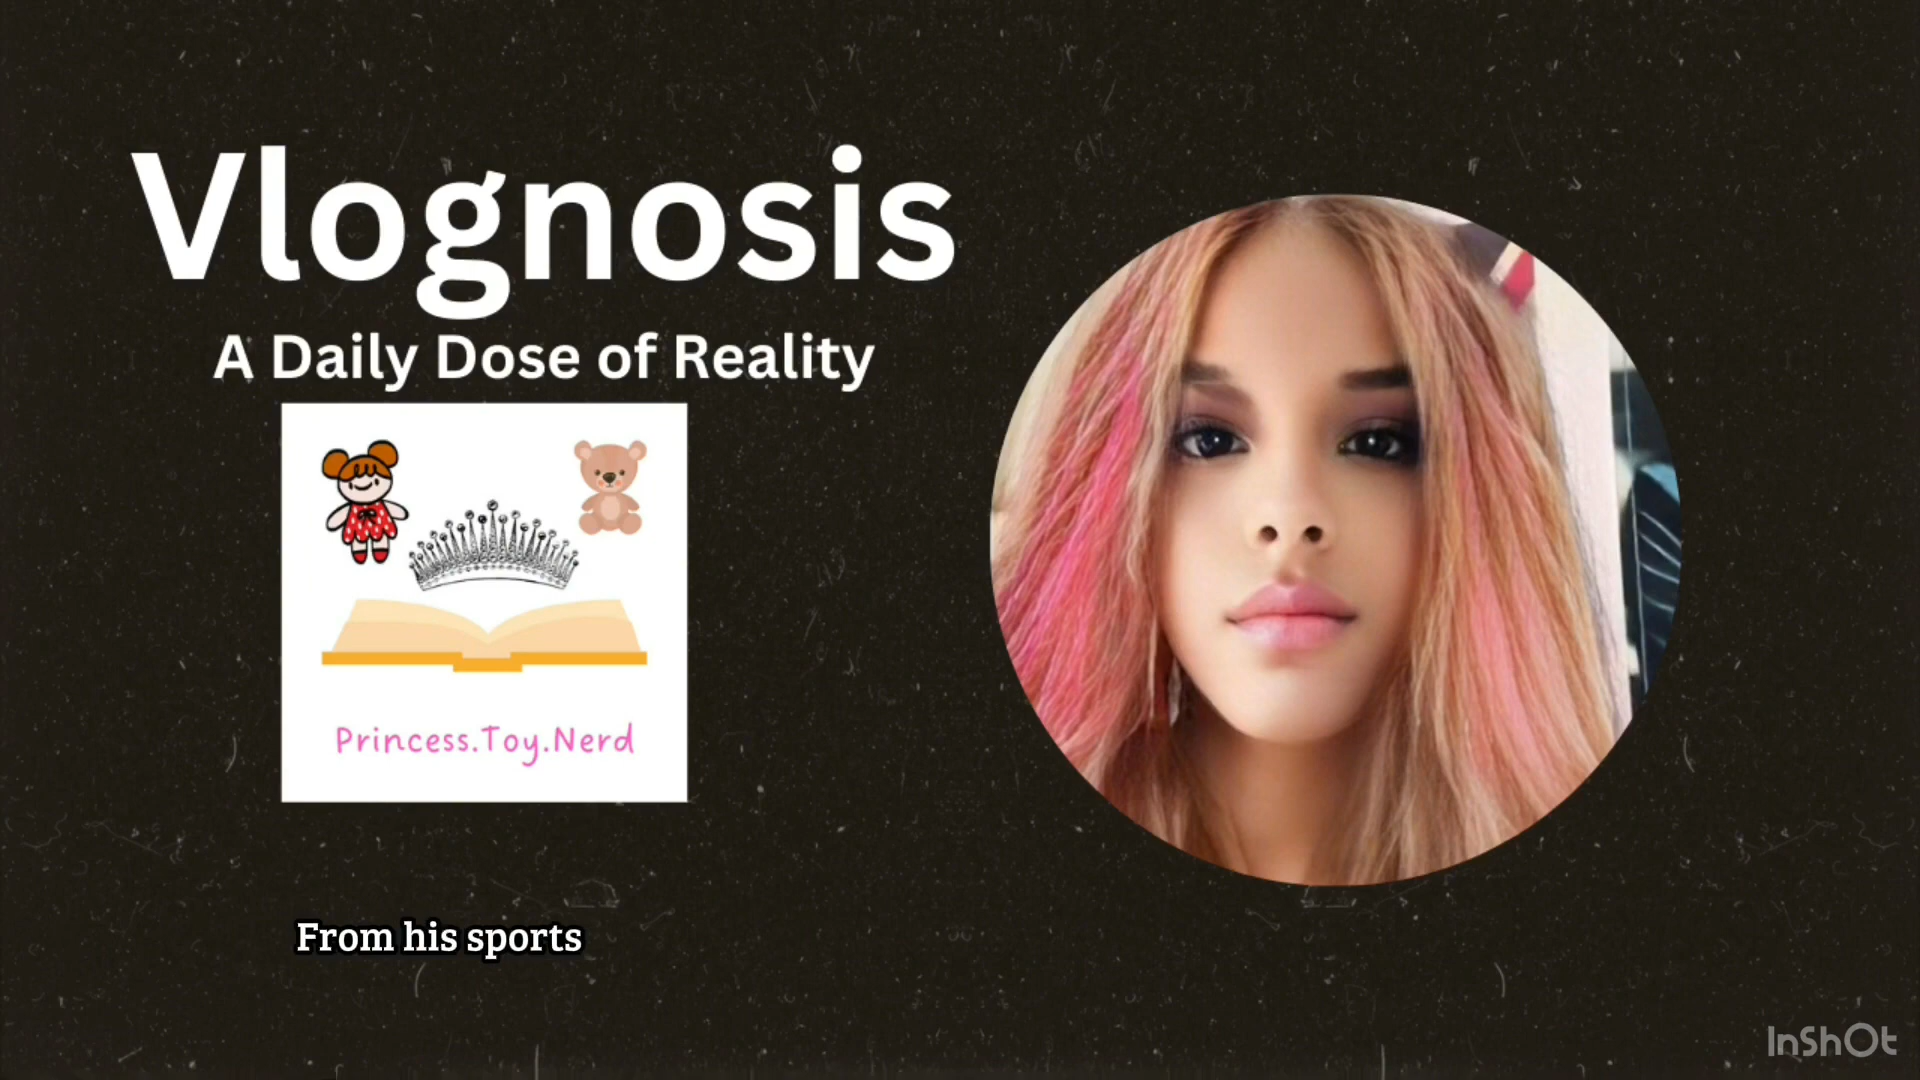 Vlognosis
A Daily Dose of Reality
Princess.Toy.Nerd
From his sports
InShOt